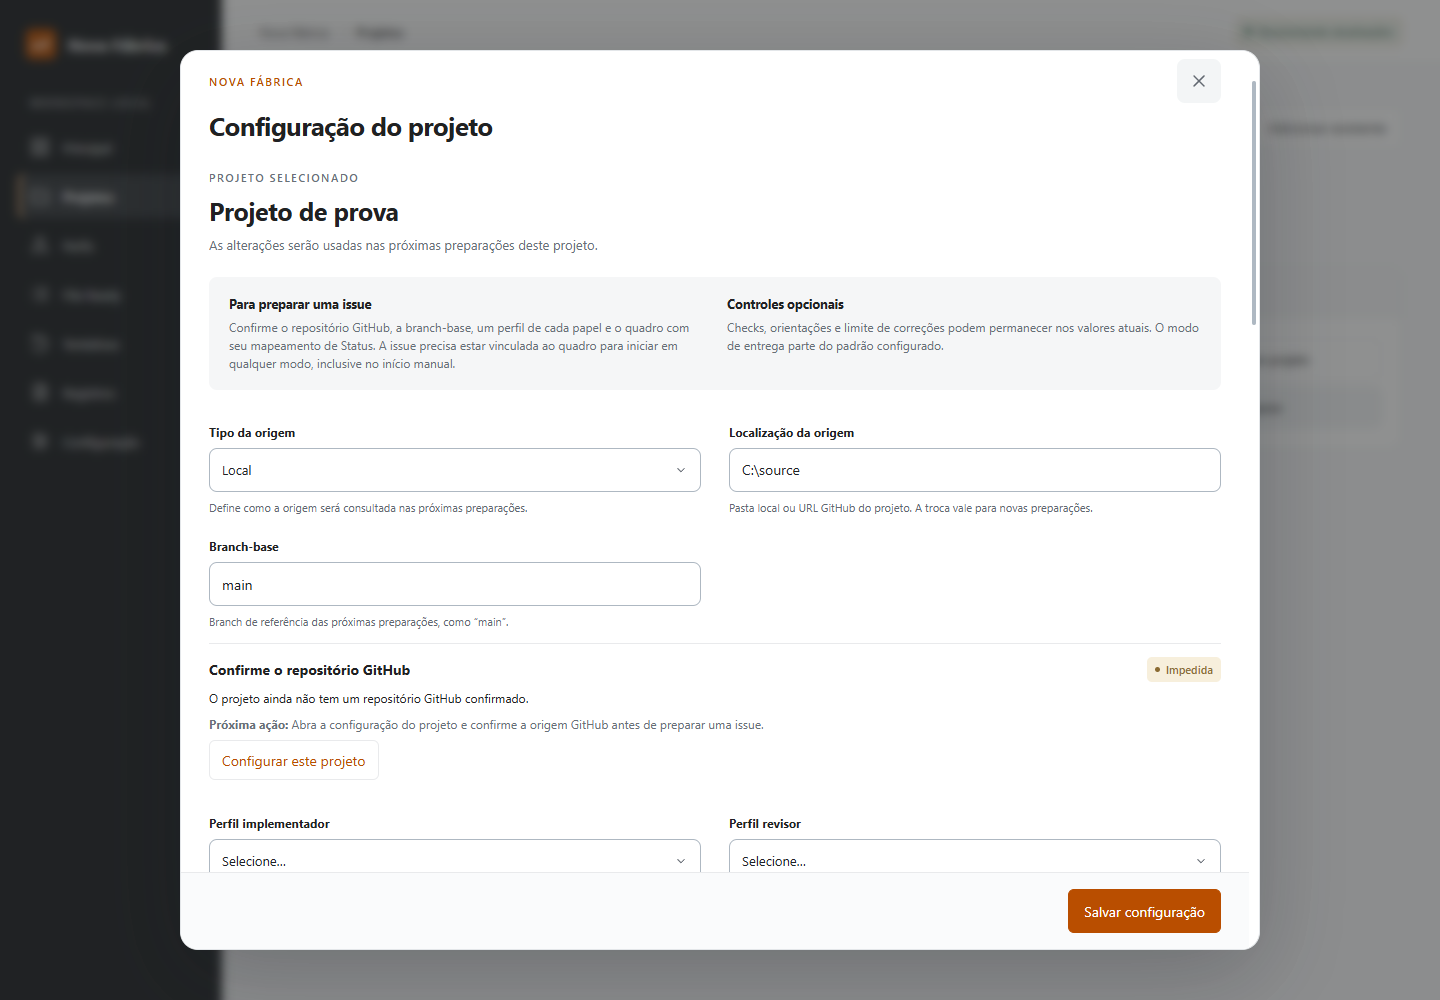 NOVA FÁBRICA
Configuração do projeto
PROJETO SELECIONADO
Projeto de prova
As alterações serão usadas nas próximas preparações deste projeto.
Para preparar uma issue
Confirme o repositório GitHub, a branch-base, um perfil de cada papel e o quadro com
seu mapeamento de Status. A issue precisa estar vinculada ao quadro para iniciar em
qualquer modo, inclusive no início manual.
Controles opcionais
Checks, orientações e limite de correções podem permanecer nos valores atuais. O modo
de entrega parte do padrão configurado.
Tipo da origem
Local
Define como a origem será consultada nas próximas preparações.
Localização da origem
C:\source
Pasta local ou URL GitHub do projeto. A troca vale para novas preparações.
Branch-base
main
Branch de referência das próximas preparações, como “main”.
Confirme o repositório GitHub
Impedida
O projeto ainda não tem um repositório GitHub confirmado.
Próxima ação: Abra a configuração do projeto e confirme a origem GitHub antes de preparar uma issue.
Configurar este projeto
Perfil implementador
Selecione...
Perfil revisor
Selecione...
Salvar configuração